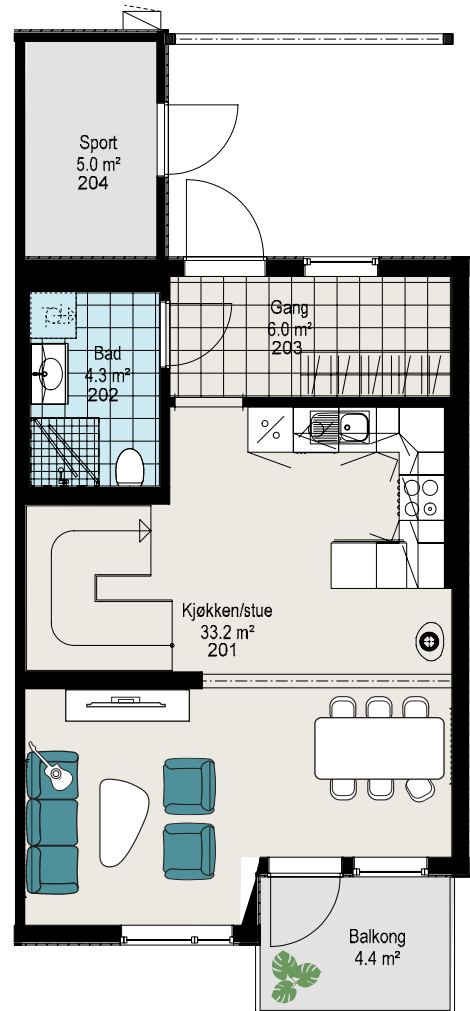 Sport
5.0 m²
204
Gang
6.0 m²
203
Bad
4.3 m²
202
Kjøkken/stue
33.2 m²
201
Balkong
4.4 m²